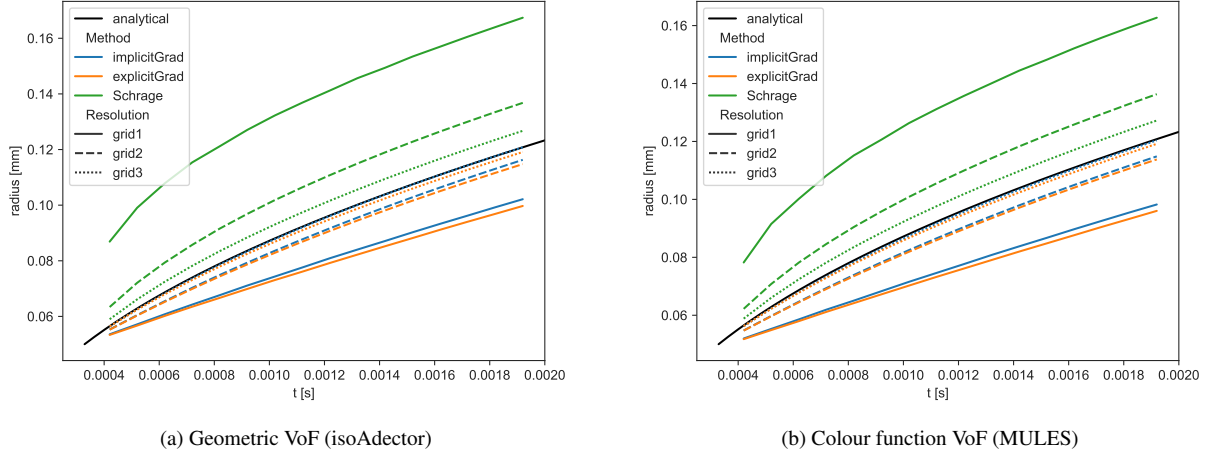 analytical
Method
implicitGrad
explicitGrad
Schrage
Resolution
grid1
grid2
grid3
radius [mm]
0.16
0.14
0.12
0.10
0.08
0.06
0.0004 0.0006 0.0008 0.0010 0.0012 0.0014 0.0016 0.0018 0.0020
t [s]
(a) Geometric VoF (isoAdector)
analytical
Method
implicitGrad
explicitGrad
Schrage
Resolution
grid1
grid2
grid3
radius [mm]
0.16
0.14
0.12
0.10
0.08
0.06
0.0004 0.0006 0.0008 0.0010 0.0012 0.0014 0.0016 0.0018 0.0020
t [s]
(b) Colour function VoF (MULES)